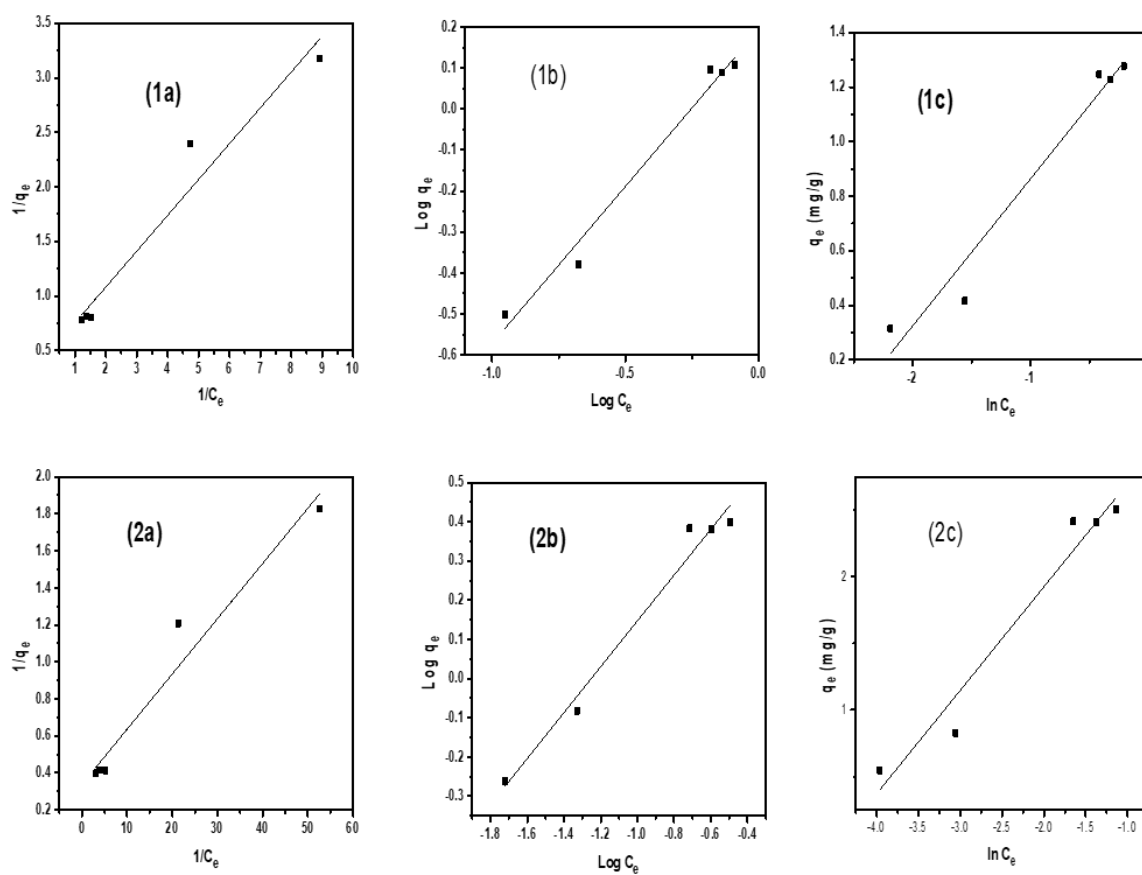 3.5
3.0
2.5
2.0
1.5
1.0
0.5
1/qₑ
(1a)
1 2 3 4 5 6 7 8 9 10
1/Cₑ
0.2
0.1
0.0
-0.1
-0.2
-0.3
-0.4
-0.5
-0.6
Log qₑ
(1b)
-1.0 -0.5 0.0
Log Cₑ
1.4
1.2
1.0
0.8
0.6
0.4
0.2
qₑ (mg/g)
(1c)
-2 -1
ln Cₑ
2.0
1.8
1.6
1.4
1.2
1.0
0.8
0.6
0.4
0.2
1/qₑ
(2a)
0 10 20 30 40 50 60
1/Cₑ
0.5
0.4
0.3
0.2
0.1
0.0
-0.1
-0.2
-0.3
Log qₑ
(2b)
-1.8 -1.6 -1.4 -1.2 -1.0 -0.8 -0.6 -0.4
Log Cₑ
2
1
qₑ (mg/g)
(2c)
-4.0 -3.5 -3.0 -2.5 -2.0 -1.5 -1.0
ln Cₑ